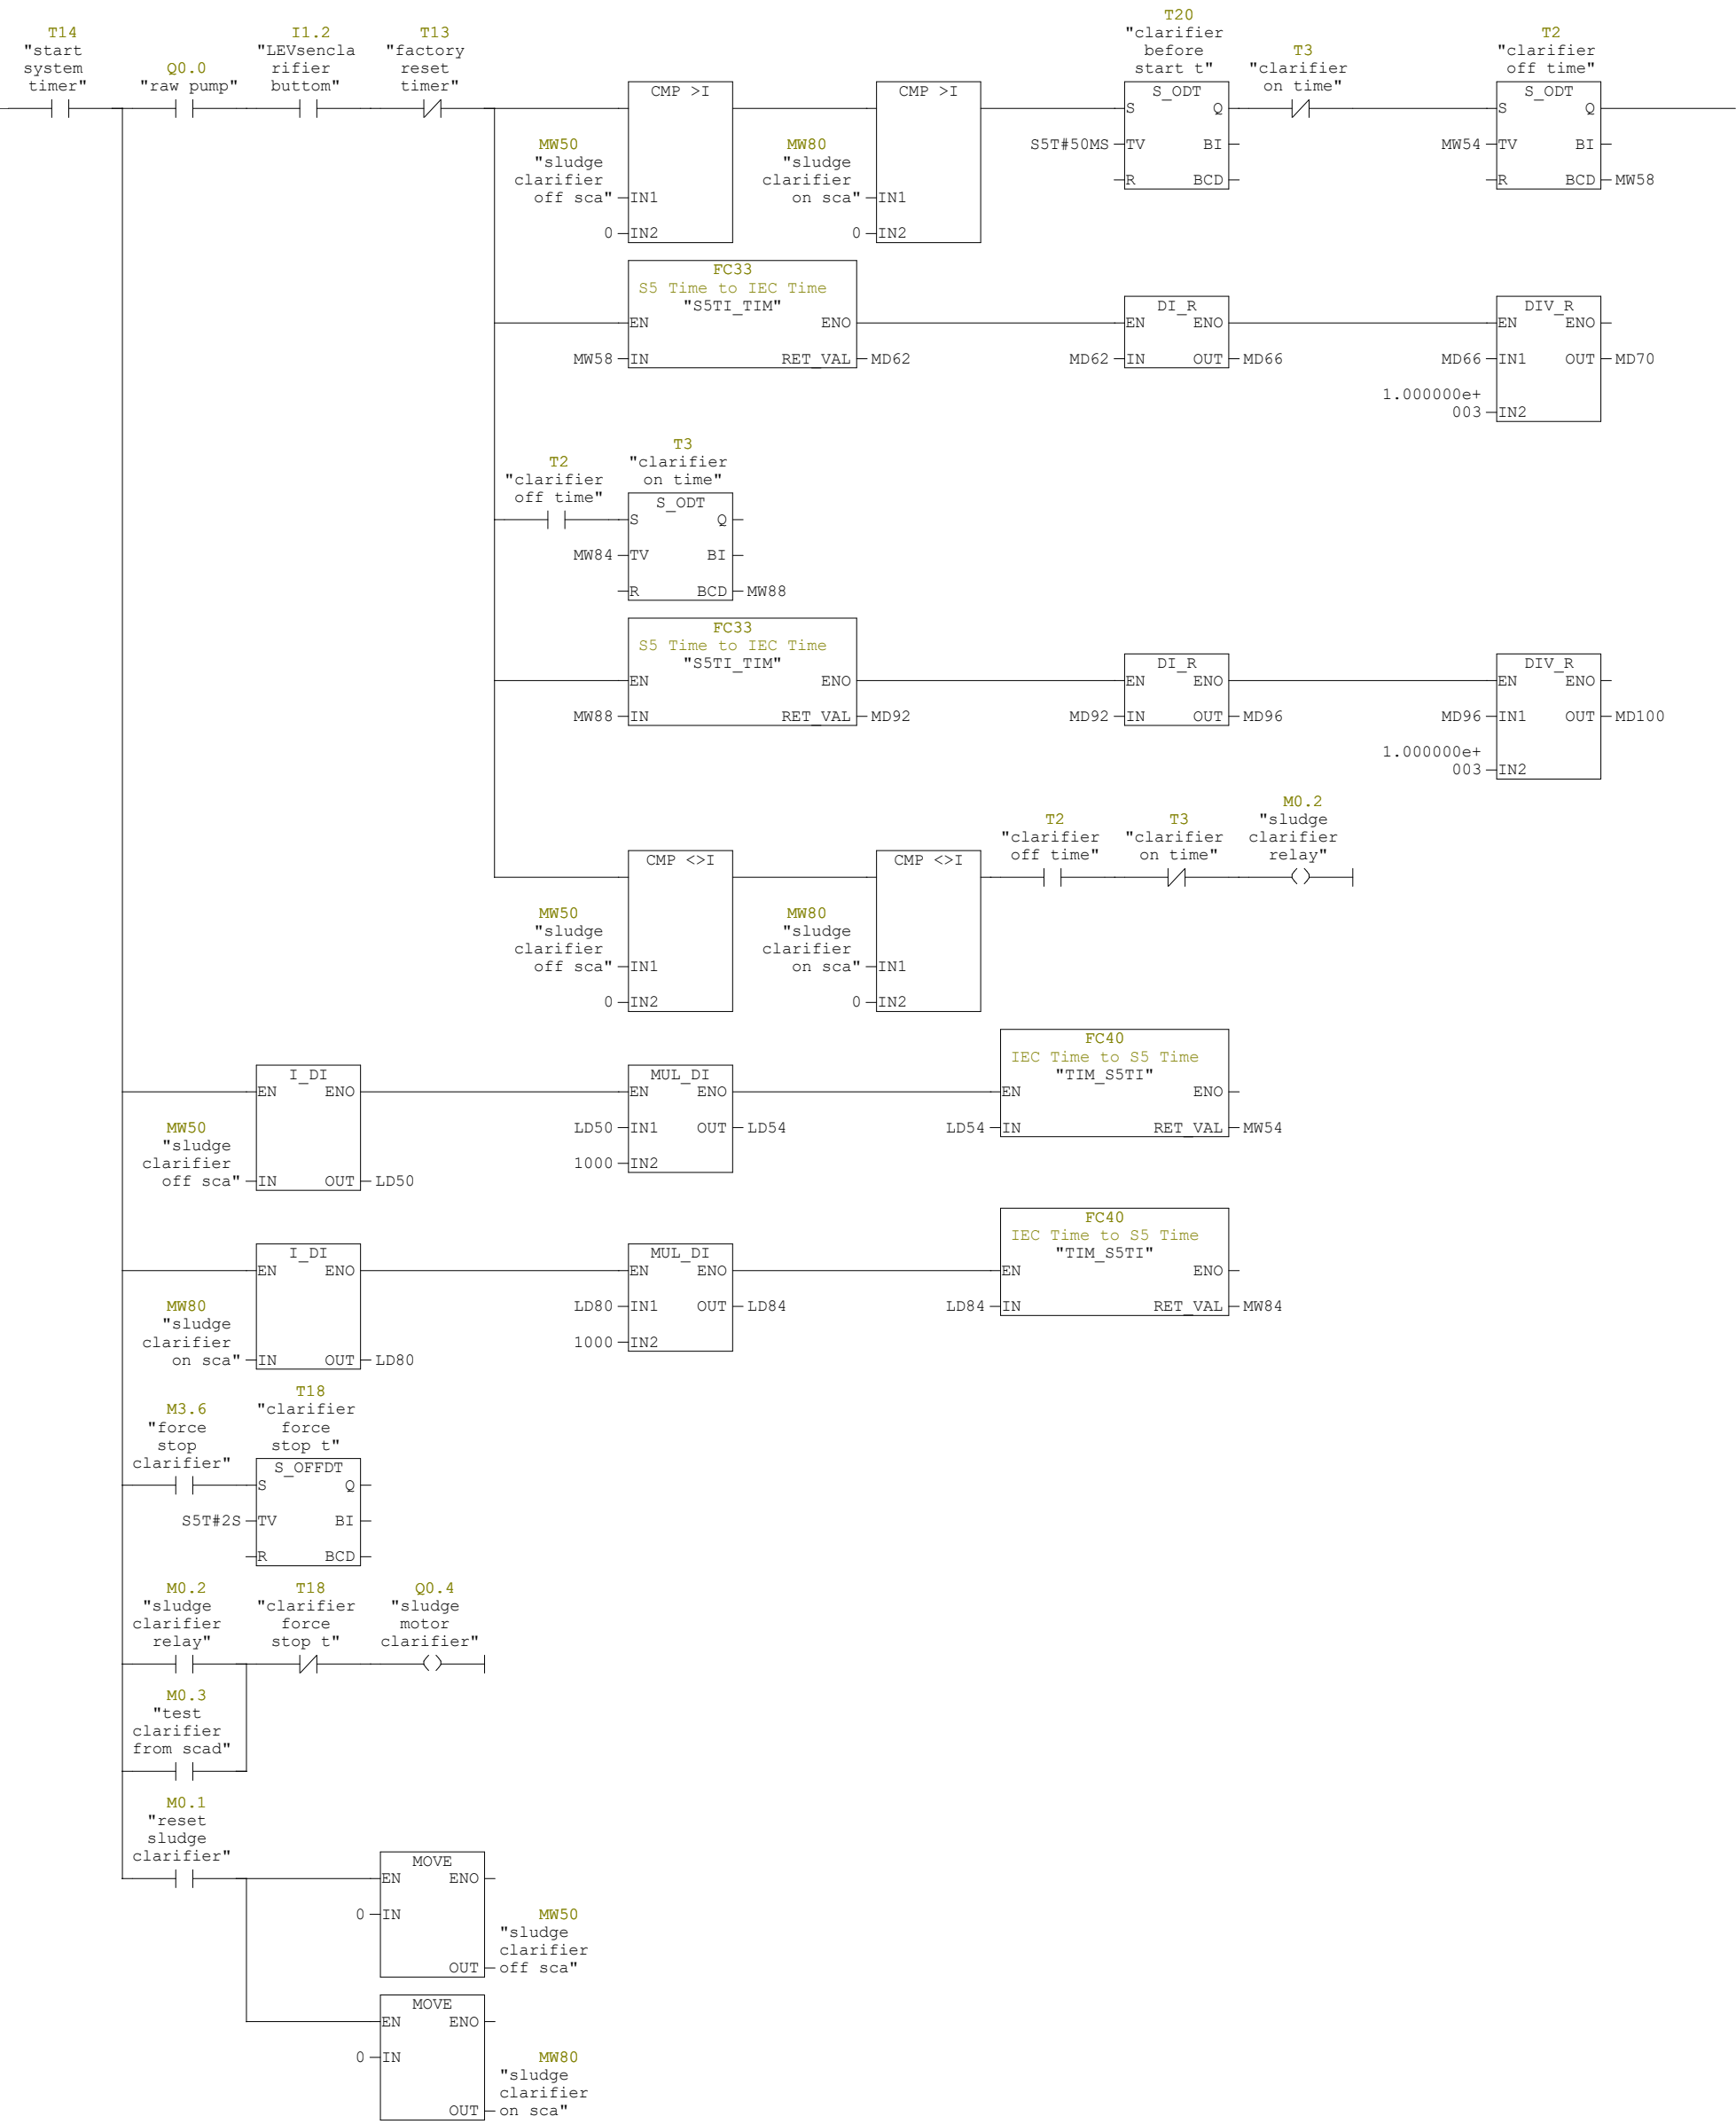 T14
"start
system
timer"
Q0.0
"raw pump"
I1.2
"LEVsencla
rifier
buttom"
T13
"factory
reset
timer"
CMP >I
MW50
"sludge
clarifier
off sca"
IN1
0
IN2
CMP >I
MW80
"sludge
clarifier
on sca"
IN1
0
IN2
T20
"clarifier
before
start t"
S_ODT
S Q
S5T#50MS TV BI
R BCD
T3
"clarifier
on time"
T2
"clarifier
off time"
S_ODT
S Q
MW54 TV BI
R BCD MW58
FC33
S5 Time to IEC Time
"S5TI_TIM"
EN ENO
MW58 IN RET_VAL MD62
DI_R
EN ENO
MD62 IN OUT MD66
DIV_R
EN ENO
MD66 IN1 OUT MD70
1.000000e+
003 IN2
T2
"clarifier
off time"
T3
"clarifier
on time"
S_ODT
S Q
MW84 TV BI
R BCD MW88
FC33
S5 Time to IEC Time
"S5TI_TIM"
EN ENO
MW88 IN RET_VAL MD92
DI_R
EN ENO
MD92 IN OUT MD96
DIV_R
EN ENO
MD96 IN1 OUT MD100
1.000000e+
003 IN2
CMP <>I
MW50
"sludge
clarifier
off sca"
IN1
0
IN2
CMP <>I
MW80
"sludge
clarifier
on sca"
IN1
0
IN2
T2
"clarifier
off time"
T3
"clarifier
on time"
M0.2
"sludge
clarifier
relay"
I_DI
EN ENO
MW50
"sludge
clarifier
off sca" IN OUT LD50
MUL_DI
EN ENO
LD50 IN1 OUT LD54
1000 IN2
FC40
IEC Time to S5 Time
"TIM_S5TI"
EN ENO
LD54 IN RET_VAL MW54
I_DI
EN ENO
MW80
"sludge
clarifier
on sca" IN OUT LD80
MUL_DI
EN ENO
LD80 IN1 OUT LD84
1000 IN2
FC40
IEC Time to S5 Time
"TIM_S5TI"
EN ENO
LD84 IN RET_VAL MW84
M3.6
"force
stop
clarifier"
T18
"clarifier
force
stop t"
S_OFFDT
S Q
S5T#2S TV BI
R BCD
M0.2
"sludge
clarifier
relay"
T18
"clarifier
force
stop t"
Q0.4
"sludge
motor
clarifier"
M0.3
"test
clarifier
from scad"
M0.1
"reset
sludge
clarifier"
MOVE
EN ENO
0 IN
MW50
"sludge
clarifier
OUT off sca"
MOVE
EN ENO
0 IN
MW80
"sludge
clarifier
OUT on sca"